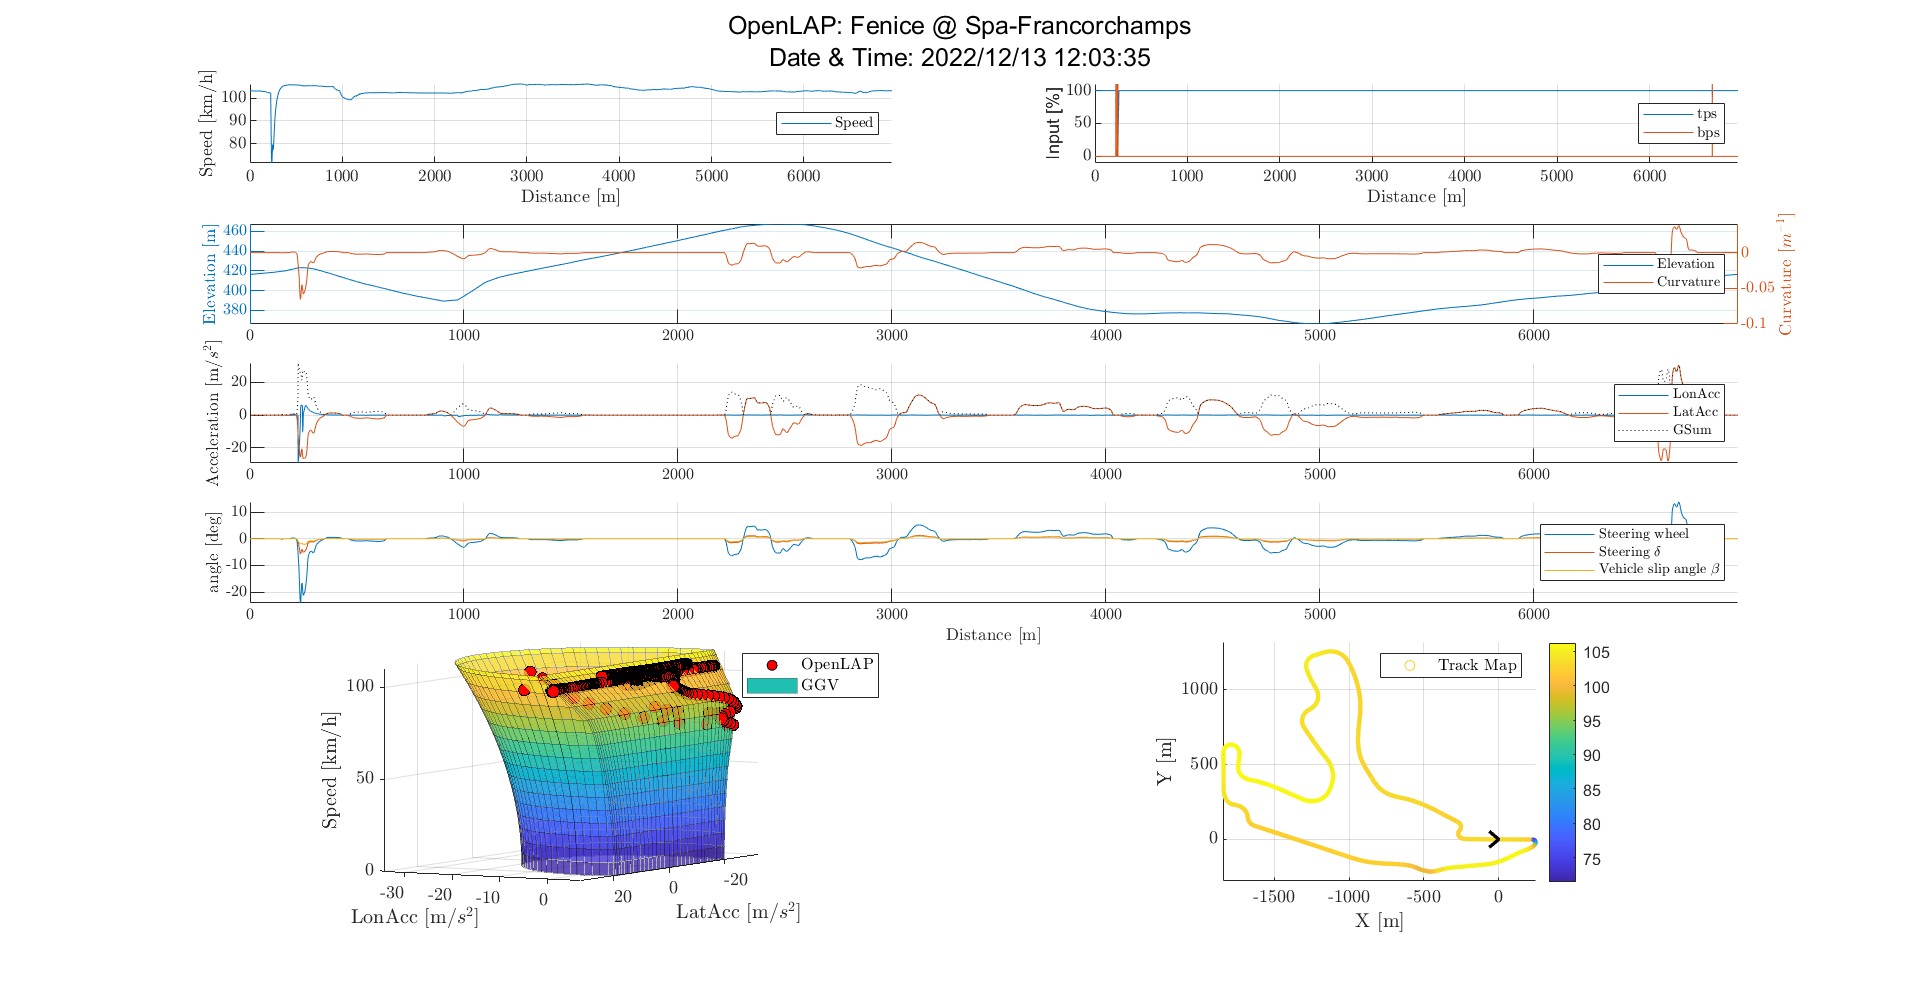 OpenLAP: Fenice @ Spa-Francorchamps
Date & Time: 2022/12/13 12:03:35
Speed [km/h]
100
90
80
Speed
0 1000 2000 3000 4000 5000 6000
Distance [m]
Input [%]
100
50
0
tps
bps
0 1000 2000 3000 4000 5000 6000
Distance [m]
Elevation [m]
460
440
420
400
380
Curvature [m⁻¹]
0
-0.05
-0.1
Elevation
Curvature
0 1000 2000 3000 4000 5000 6000
Acceleration [m/s²]
20
0
-20
LonAcc
LatAcc
GSum
0 1000 2000 3000 4000 5000 6000
angle [deg]
10
0
-10
-20
Steering wheel
Steering δ
Vehicle slip angle β
0 1000 2000 3000 4000 5000 6000
Distance [m]
Speed [km/h]
100
50
0
OpenLAP
GGV
-30 -20 -10 0
LonAcc [m/s²]
20 0 -20
LatAcc [m/s²]
Y [m]
1000
500
0
Track Map
-1500 -1000 -500 0
X [m]
105
100
95
90
85
80
75